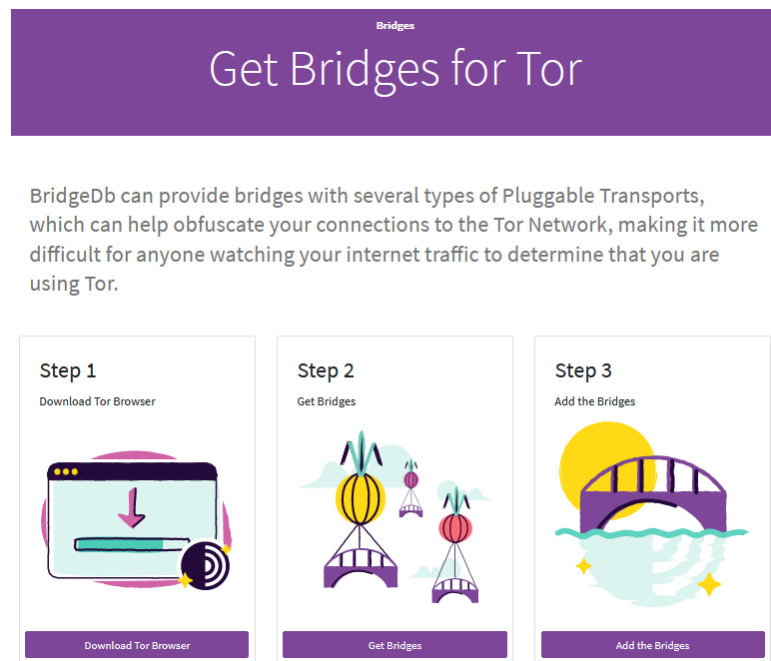 Bridges
Get Bridges for Tor
BridgeDb can provide bridges with several types of Pluggable Transports,
which can help obfuscate your connections to the Tor Network, making it more
difficult for anyone watching your internet traffic to determine that you are
using Tor.
Step 1
Download Tor Browser
Download Tor Browser
Step 2
Get Bridges
Get Bridges
Step 3
Add the Bridges
Add the Bridges